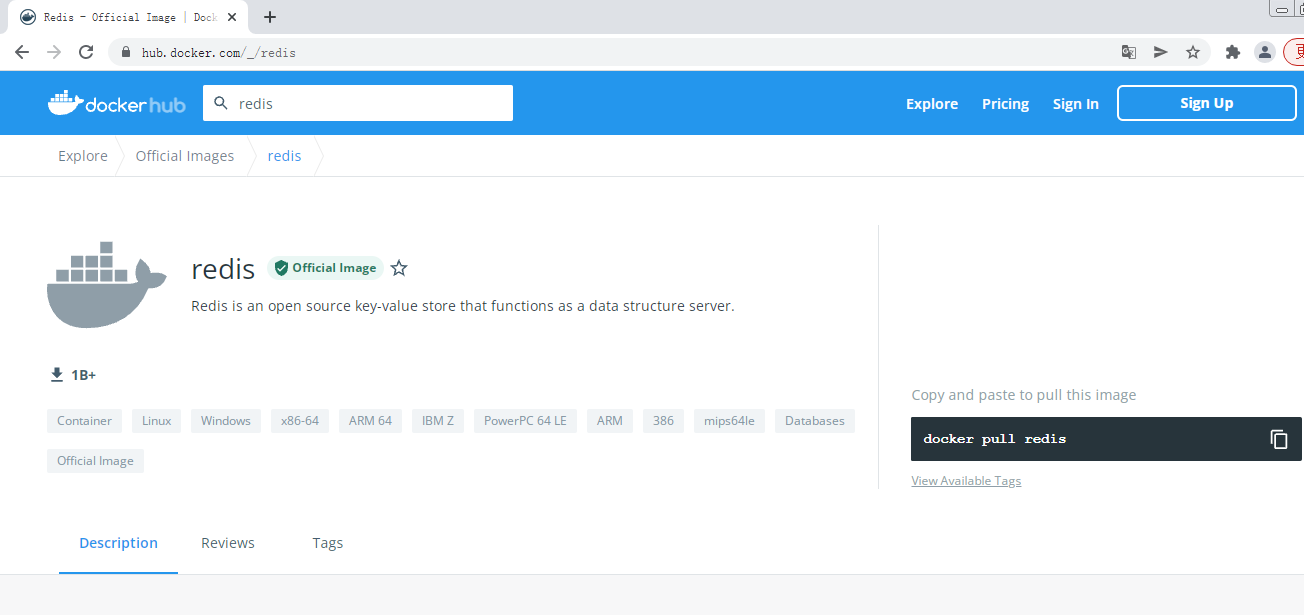 Redis - Official Image | Dock
hub.docker.com/_/redis
dockerhub
redis
Explore Pricing Sign In Sign Up
Explore Official Images redis
redis Official Image
Redis is an open source key-value store that functions as a data structure server.
1B+
Copy and paste to pull this image
Container Linux Windows x86-64 ARM 64 IBM Z PowerPC 64 LE ARM 386 mips64le Databases
docker pull redis
Official Image
View Available Tags
Description Reviews Tags